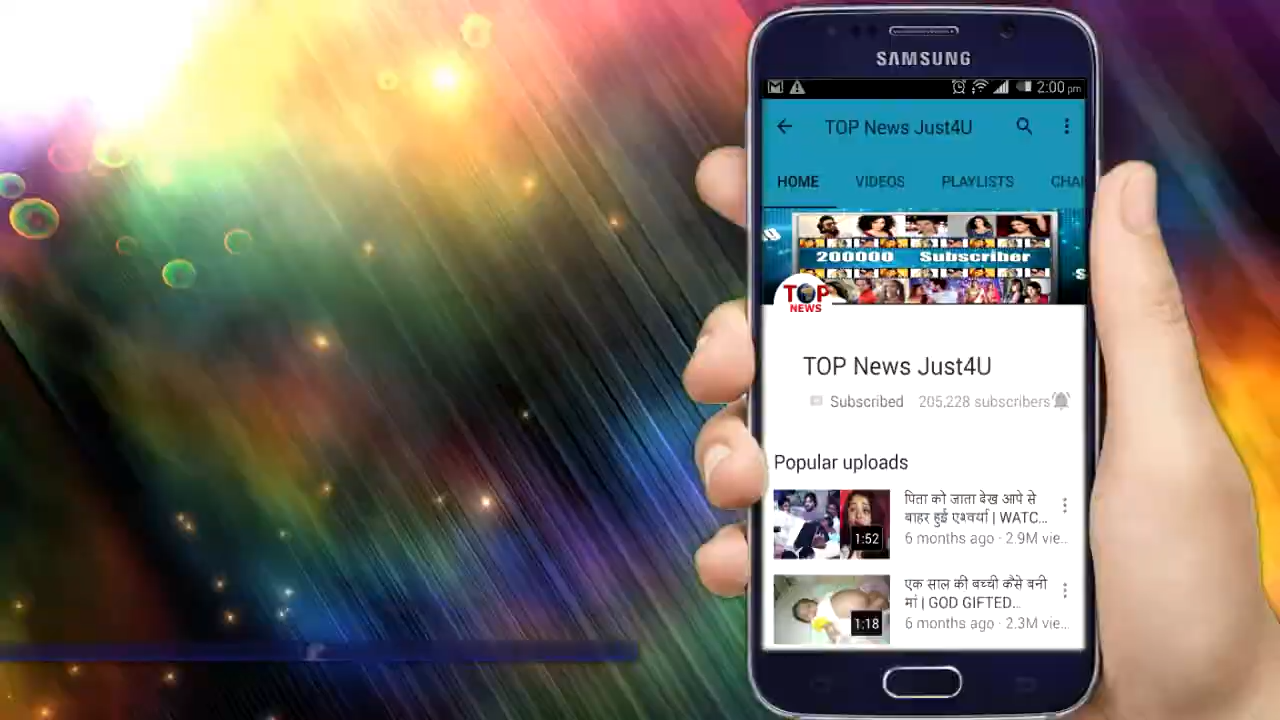 SAMSUNG
2:00 pm
TOP News Just4U
HOME VIDEOS PLAYLISTS CHA
200000 Subscriber
TOP
NEWS
TOP News Just4U
Subscribed 205,228 subscribers
Popular uploads
पिता को जाता देख आपे से
बाहर हुई एश्वर्या | WATC...
6 months ago · 2.9M vie...
1:52
एक साल की बच्ची कैसे बनी
मां | GOD GIFTED...
6 months ago · 2.3M vie...
1:18